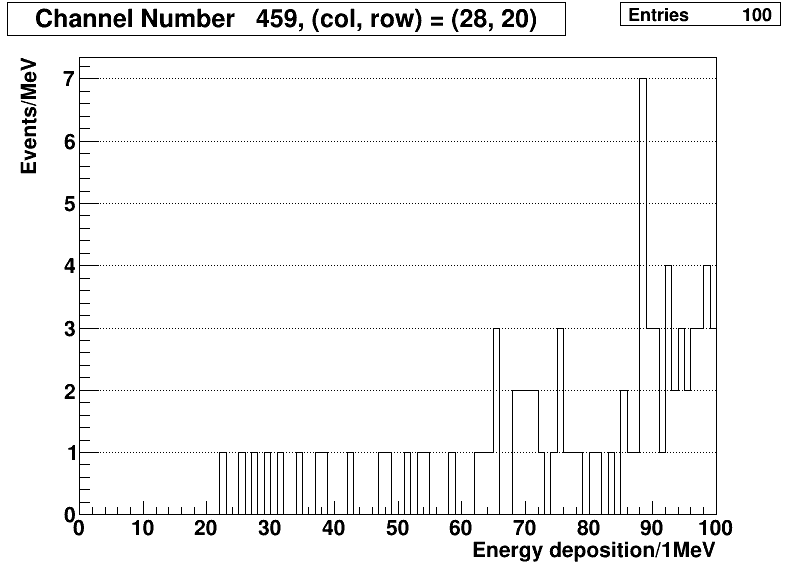 Channel Number 459, (col, row) = (28, 20)
Entries 100
Events/MeV
7
6
5
4
3
2
1
0
0 10 20 30 40 50 60 70 80 90 100
Energy deposition/1MeV